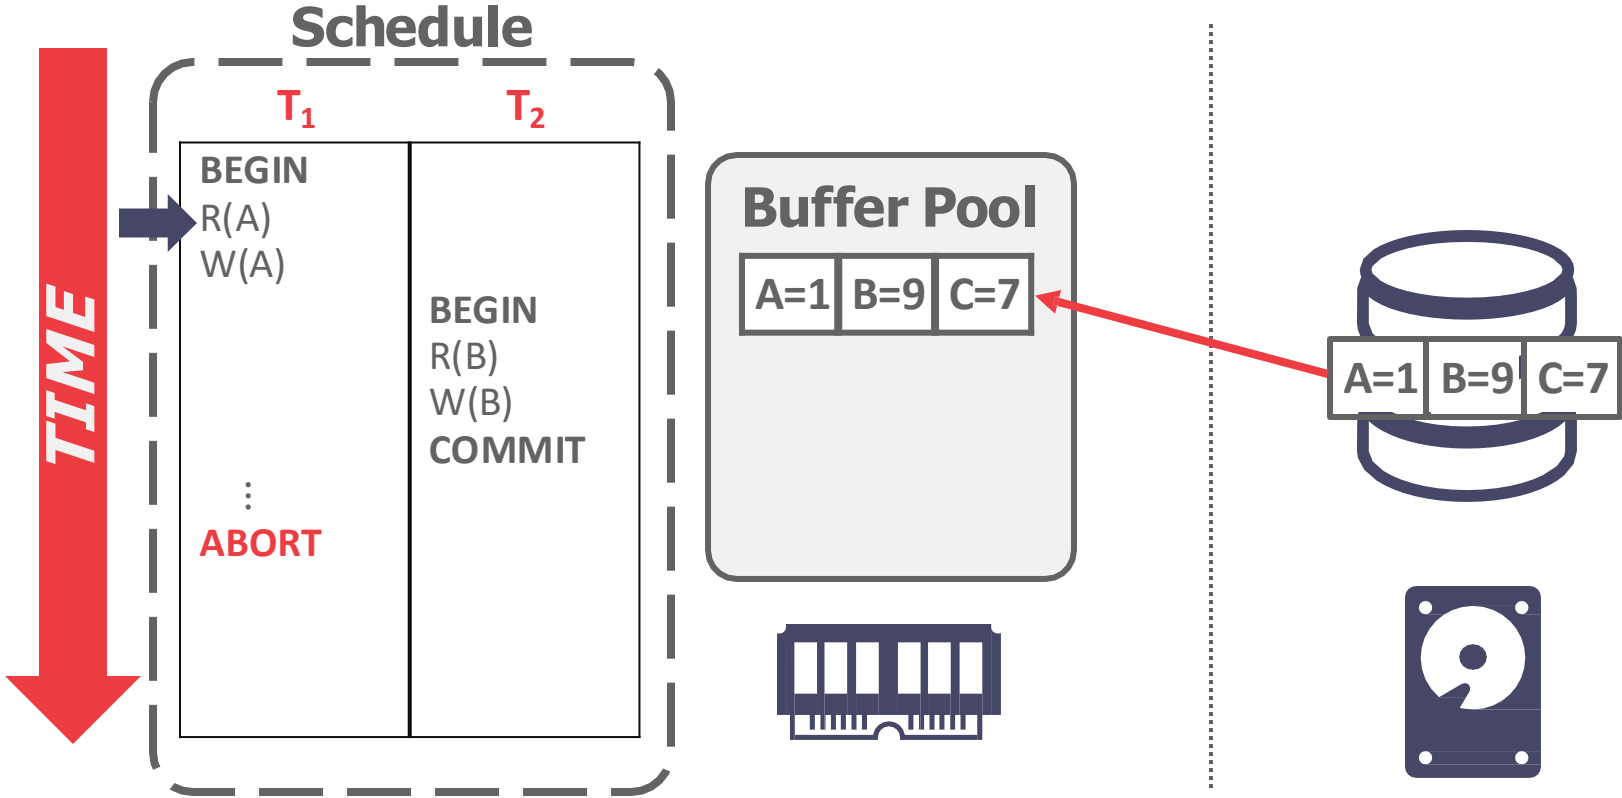 Schedule
TIME
T₁ T₂
BEGIN
R(A)
W(A)
⋮
ABORT
BEGIN
R(B)
W(B)
COMMIT
Buffer Pool
A=1 B=9 C=7
A=1 B=9 C=7